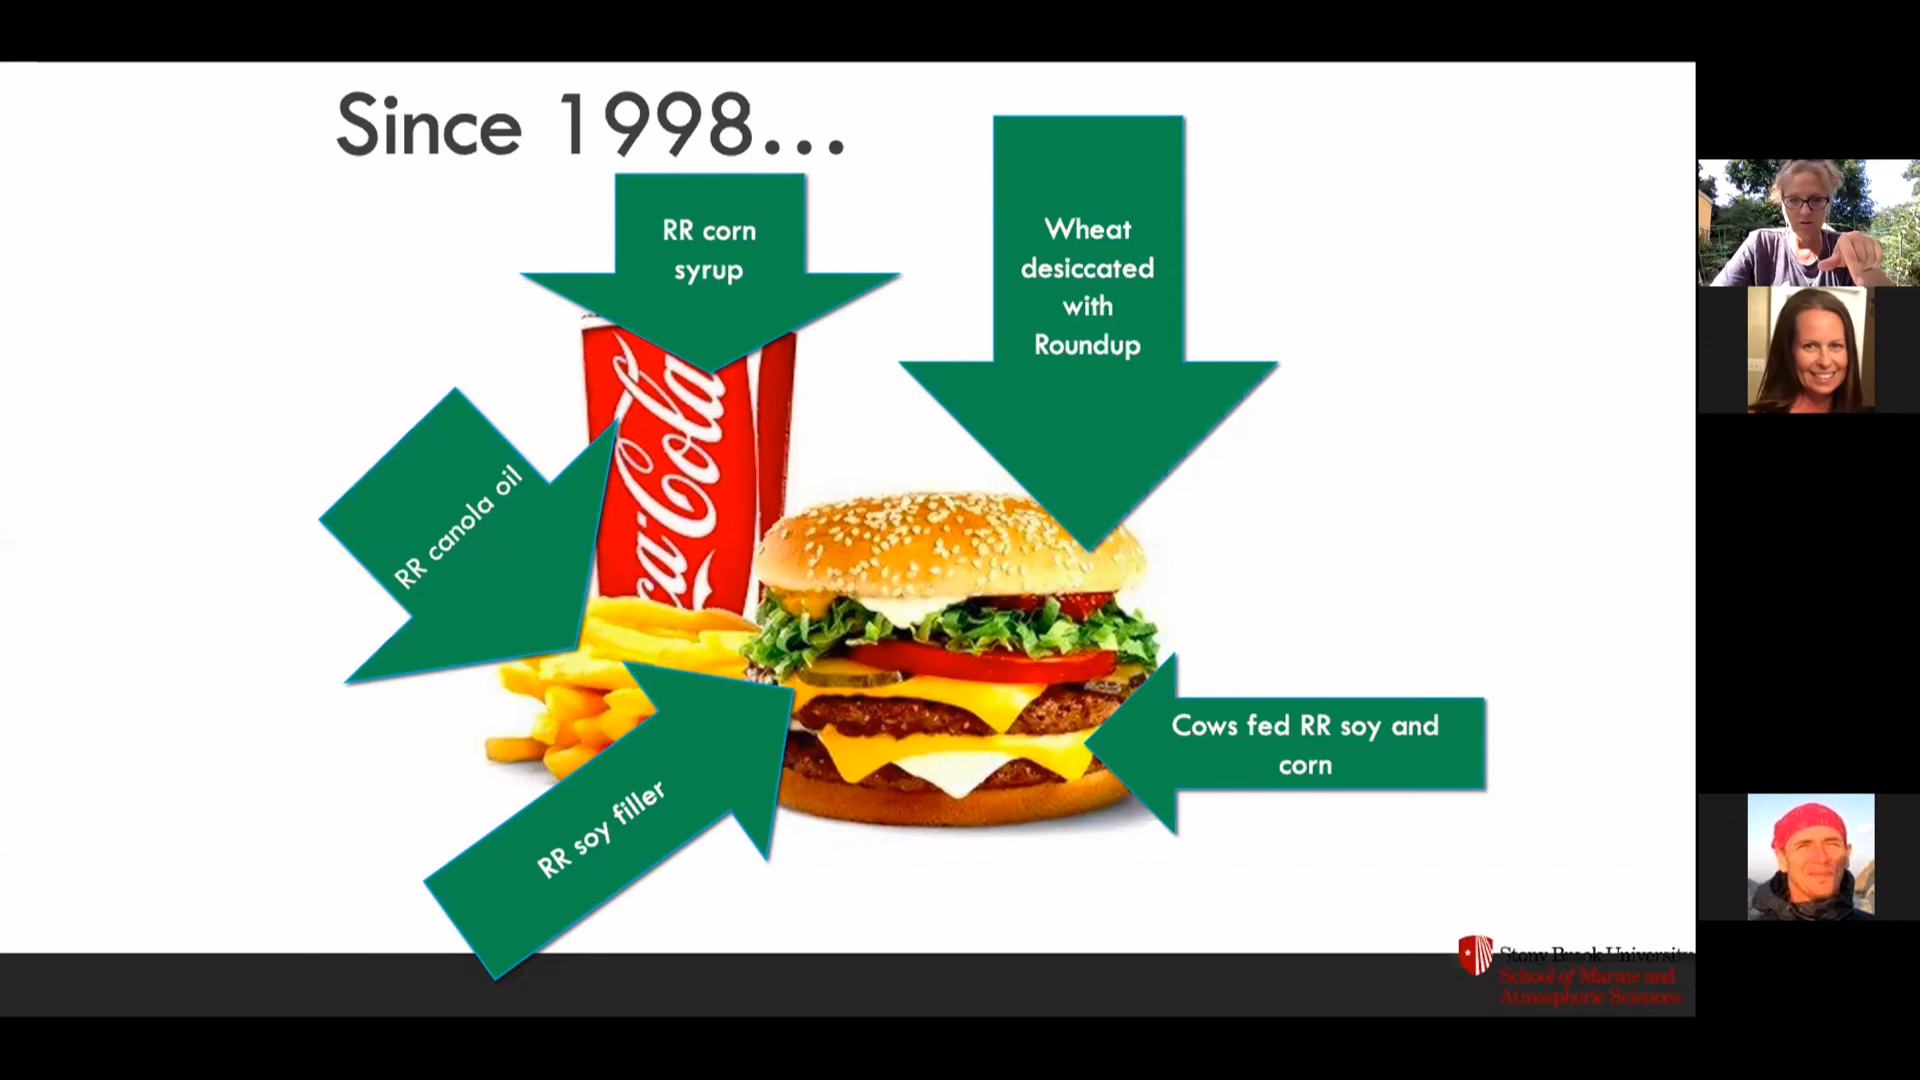 Since 1998...
RR corn
syrup
Wheat
desiccated
with
Roundup
RR canola oil
Coca-Cola
RR soy filler
Cows fed RR soy and
corn
Stony Brook University
School of Marine and
Atmospheric Sciences